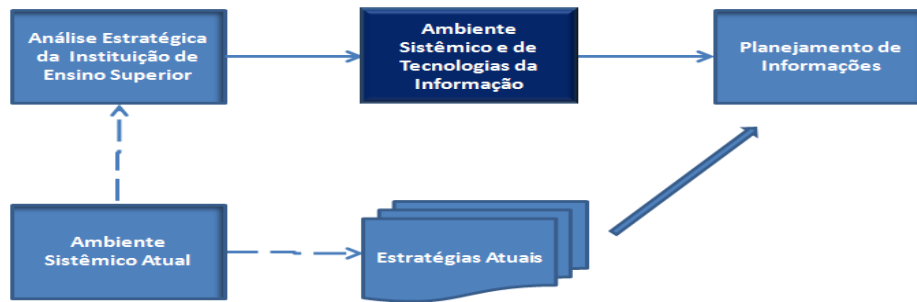 Análise Estratégica
da Instituição de
Ensino Superior
Ambiente
Sistêmico e de
Tecnologias da
Informação
Planejamento de
Informações
Ambiente
Sistêmico Atual
Estratégias Atuais